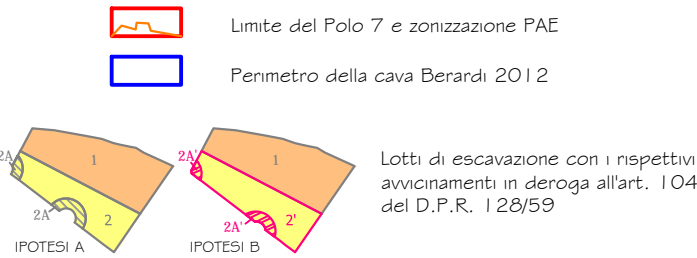 Limite del Polo 7 e zonizzazione PAE
Perimetro della cava Berardi 2012
2A
1
2A
2
IPOTESI A
2A'
1
2A'
2'
IPOTESI B
Lotti di escavazione con i rispettivi
avvicinamenti in deroga all'art. 104
del D.P.R. 128/59